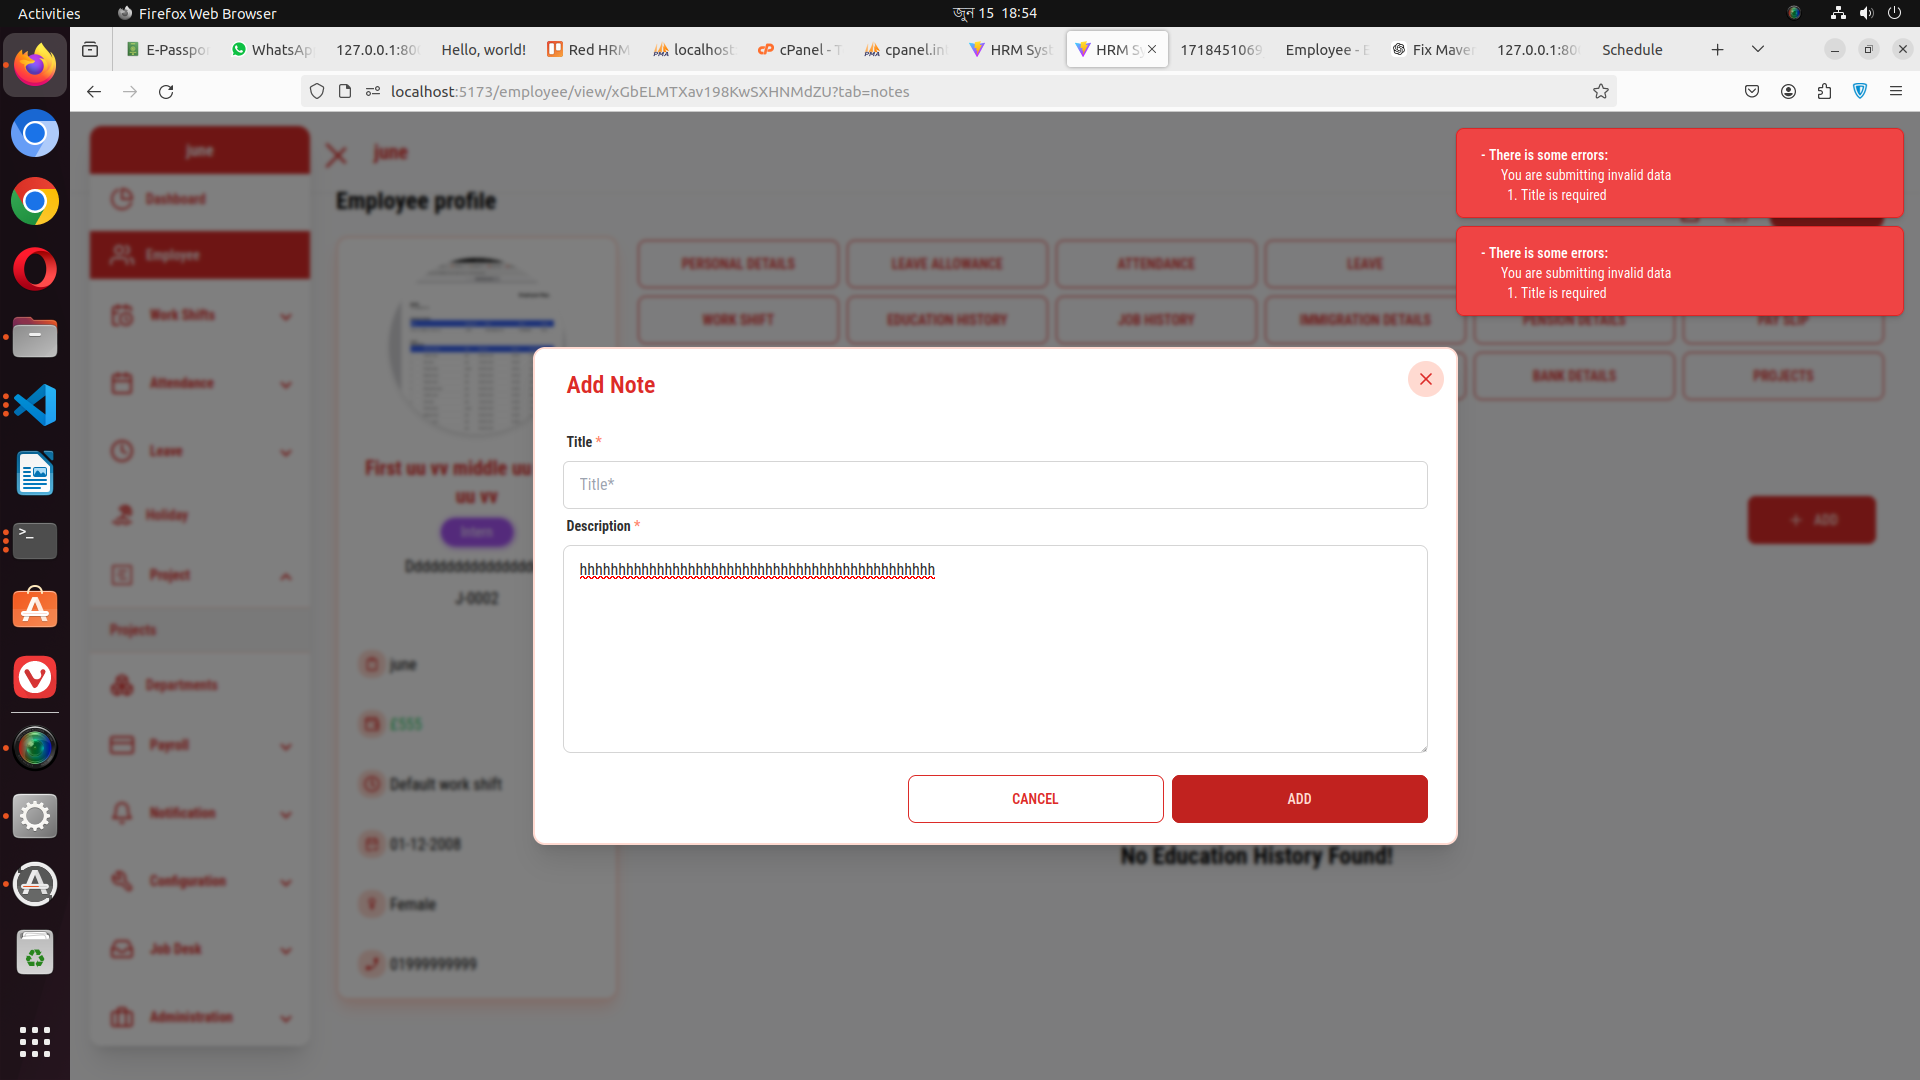 Activities
Firefox Web Browser
জুন 15 18:54
E-Passpor
WhatsAp
127.0.0.1:80
Hello, world!
Red HRM
localhost
cPanel - T
cpanel.in
HRM Syst
HRM Sy
1718451069
Employee - E
Fix Maver
127.0.0.1:80
Schedule
localhost:5173/employee/view/xGbELMTXav198KwSXHNMdZU?tab=notes
- There is some errors:
You are submitting invalid data
1. Title is required
- There is some errors:
You are submitting invalid data
1. Title is required
june
june
Dashboard
Employee
Work Shifts
Attendance
Leave
Holiday
Project
Projects
Departments
Payroll
Notification
Configuration
Job Desk
Administration
Employee profile
PERSONAL DETAILS
LEAVE ALLOWANCE
ATTENDANCE
LEAVE
WORK SHIFT
EDUCATION HISTORY
JOB HISTORY
IMMIGRATION DETAILS
PENSION DETAILS
PAY SLIP
BANK DETAILS
PROJECTS
First uu vv middle uu
uu vv
Intern
J-0002
june
£555
Default work shift
01-12-2008
Female
01999999999
+ ADD
Add Note
Title *
Title*
Description *
hhhhhhhhhhhhhhhhhhhhhhhhhhhhhhhhhhhhhhhhhhhhhh
CANCEL
ADD
No Education History Found!